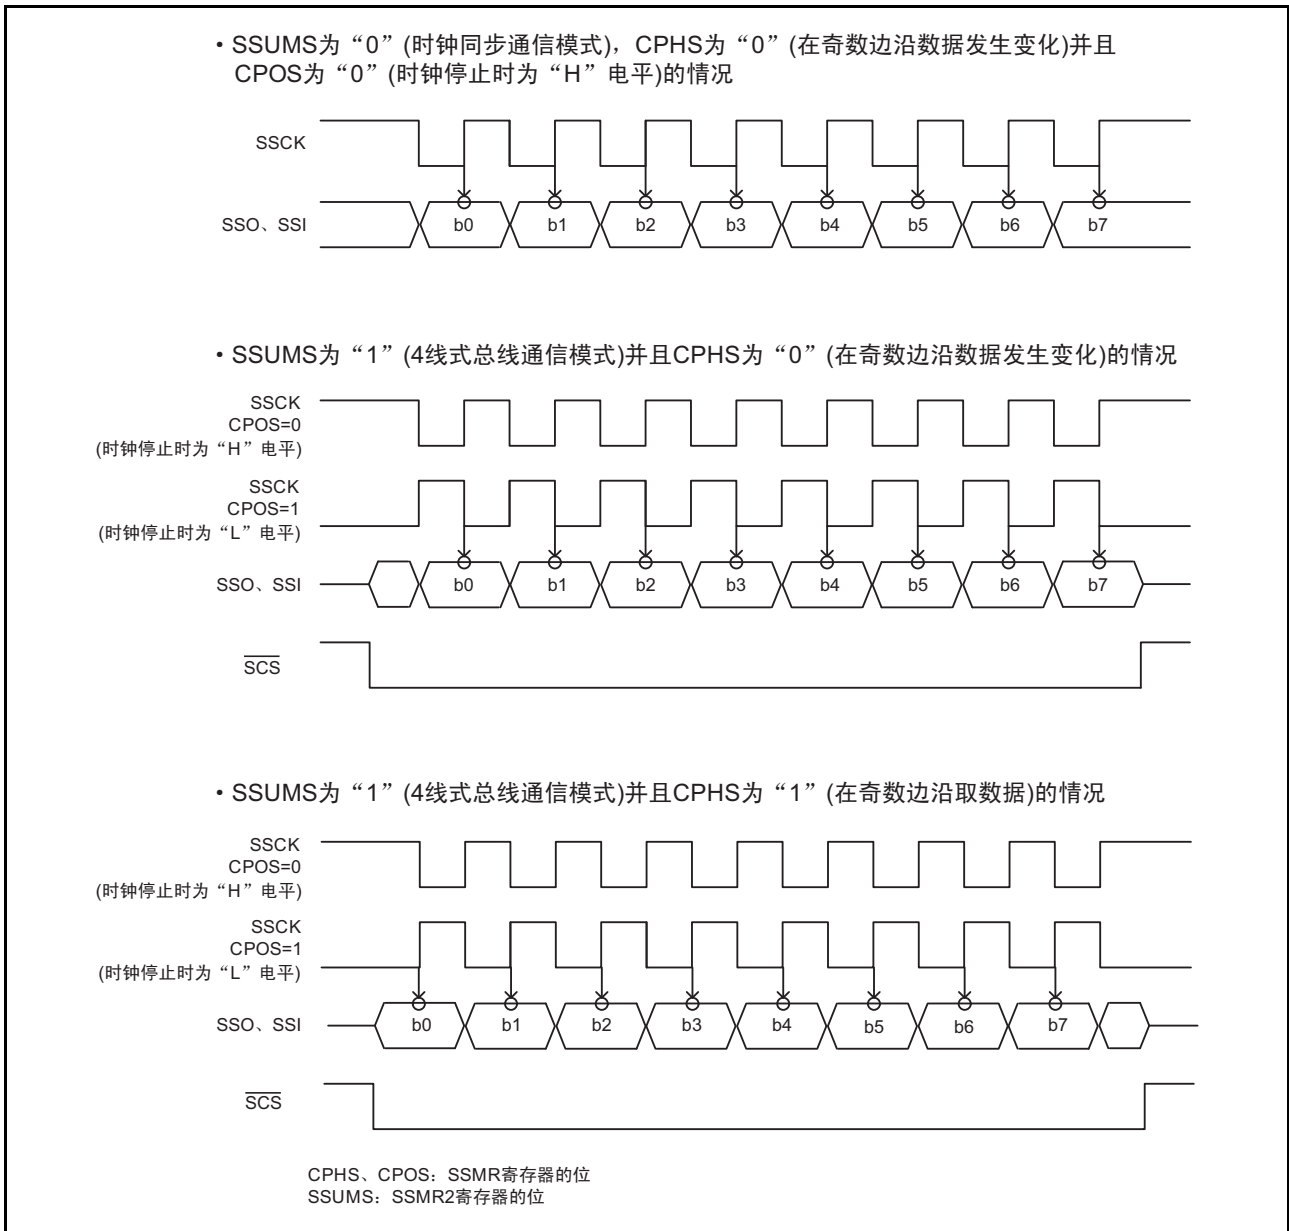 • SSUMS为“0”(时钟同步通信模式)，CPHS为“0”(在奇数边沿数据发生变化)并且
CPOS为“0”(时钟停止时为“H”电平)的情况
SSCK
SSO、SSI
b0 b1 b2 b3 b4 b5 b6 b7
• SSUMS为“1”(4线式总线通信模式)并且CPHS为“0”(在奇数边沿数据发生变化)的情况
SSCK
CPOS=0
(时钟停止时为“H”电平)
SSCK
CPOS=1
(时钟停止时为“L”电平)
SSO、SSI
b0 b1 b2 b3 b4 b5 b6 b7
SCS
• SSUMS为“1”(4线式总线通信模式)并且CPHS为“1”(在奇数边沿取数据)的情况
SSCK
CPOS=0
(时钟停止时为“H”电平)
SSCK
CPOS=1
(时钟停止时为“L”电平)
SSO、SSI
b0 b1 b2 b3 b4 b5 b6 b7
SCS
CPHS、CPOS：SSMR寄存器的位
SSUMS：SSMR2寄存器的位